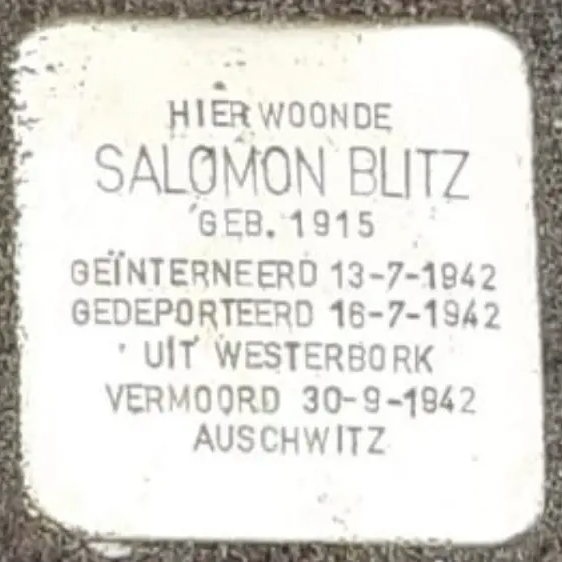 HIER WOONDE
SALOMON BLITZ
GEB. 1915
GEÏNTERNEERD 13-7-1942
GEDEPORTEERD 16-7-1942
UIT WESTERBORK
VERMOORD 30-9-1942
AUSCHWITZ